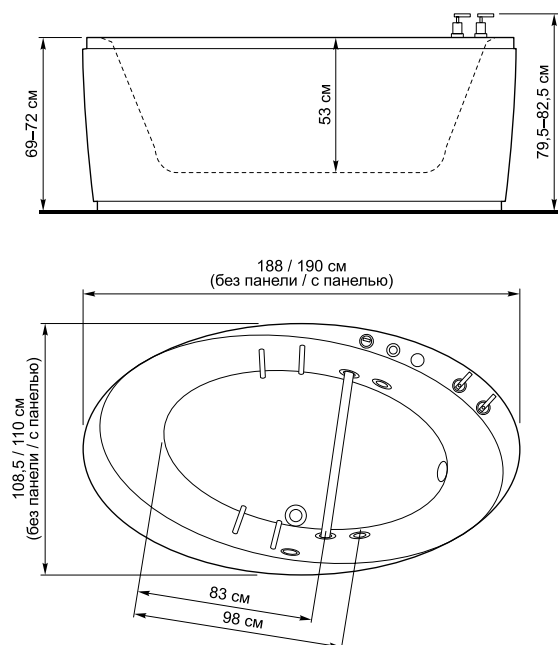 69–72 см
53 см
79,5–82,5 см
188 / 190 см
(без панели / с панелью)
108,5 / 110 см
(без панели / с панелью)
83 см
98 см